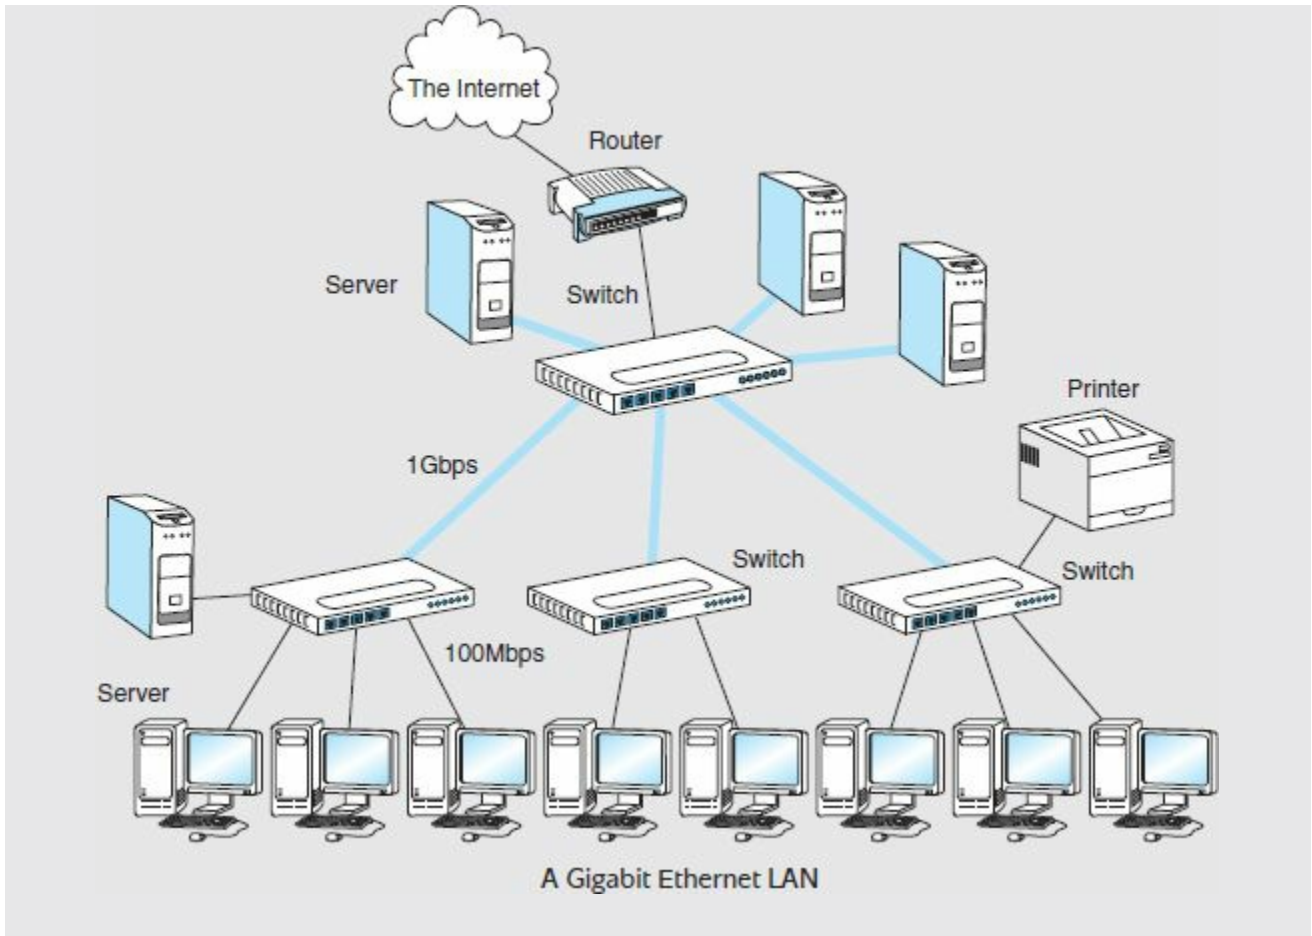 The Internet
Router
Server
Switch
Printer
1Gbps
Switch
Switch
100Mbps
Server
A Gigabit Ethernet LAN